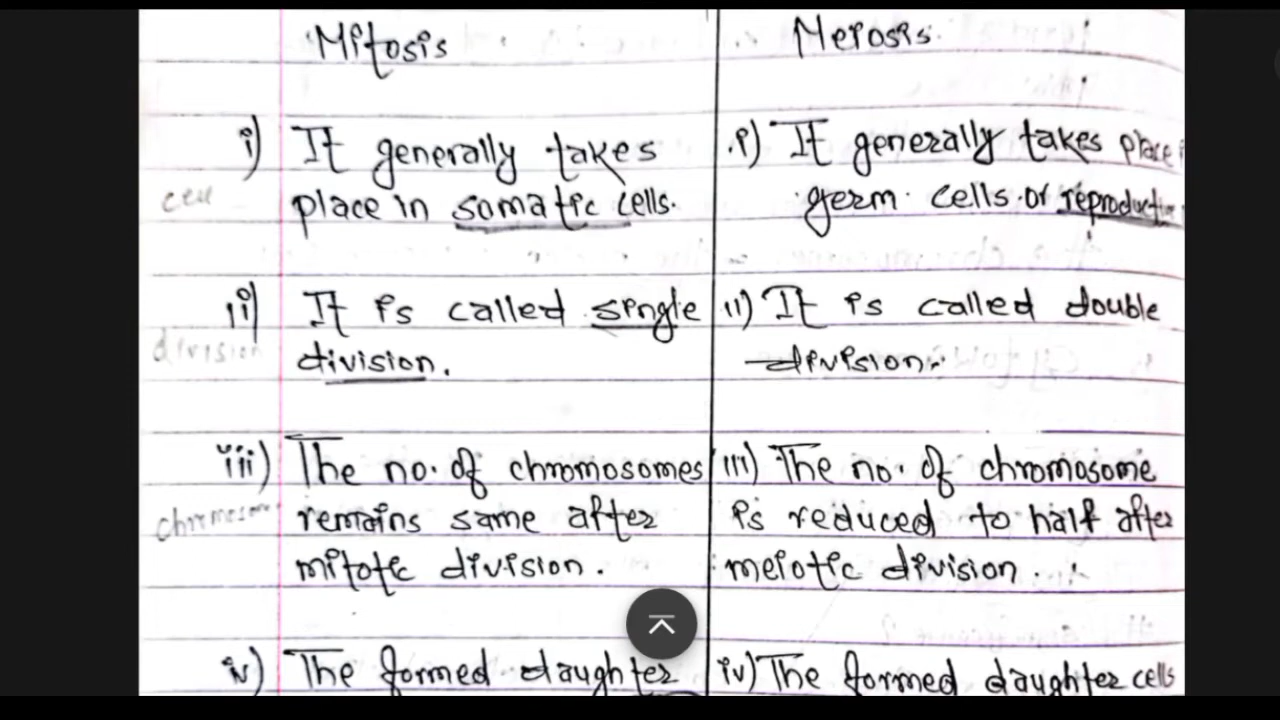 Mitosis
Meiosis.
i) It generally takes
place in somatic cells.
cell
i) It generally takes place
germ cells or
ii) It is called single
division.
division
ii) It is called double
division.
iii) The no. of chromosomes
remains same after
mitotic division.
iii) The no. of chromosome
is reduced to half after
meiotic division
iv) The formed daughter
iv) The formed daughter cells